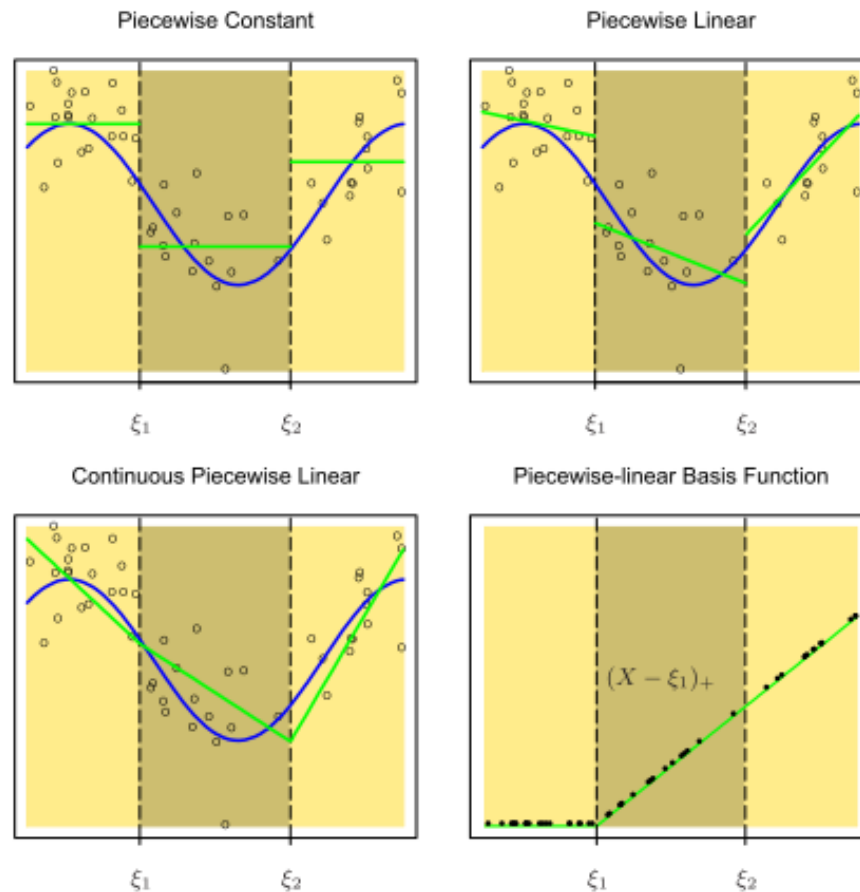 Piecewise Constant
Piecewise Linear
ξ₁
ξ₂
ξ₁
ξ₂
Continuous Piecewise Linear
Piecewise-linear Basis Function
(X − ξ₁)₊
ξ₁
ξ₂
ξ₁
ξ₂